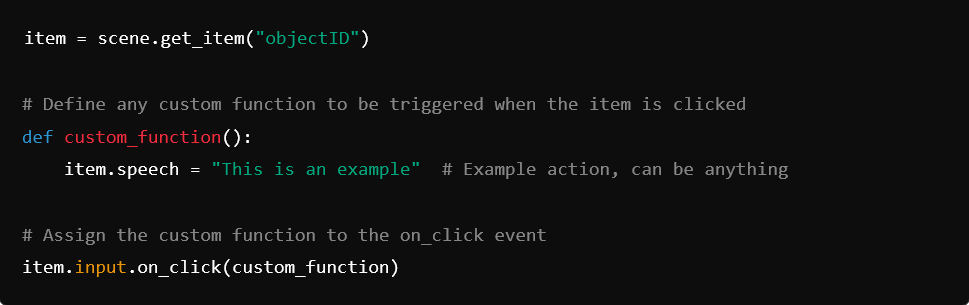 item = scene.get_item("objectID")
# Define any custom function to be triggered when the item is clicked
def custom_function():
    item.speech = "This is an example"  # Example action, can be anything
# Assign the custom function to the on_click event
item.input.on_click(custom_function)